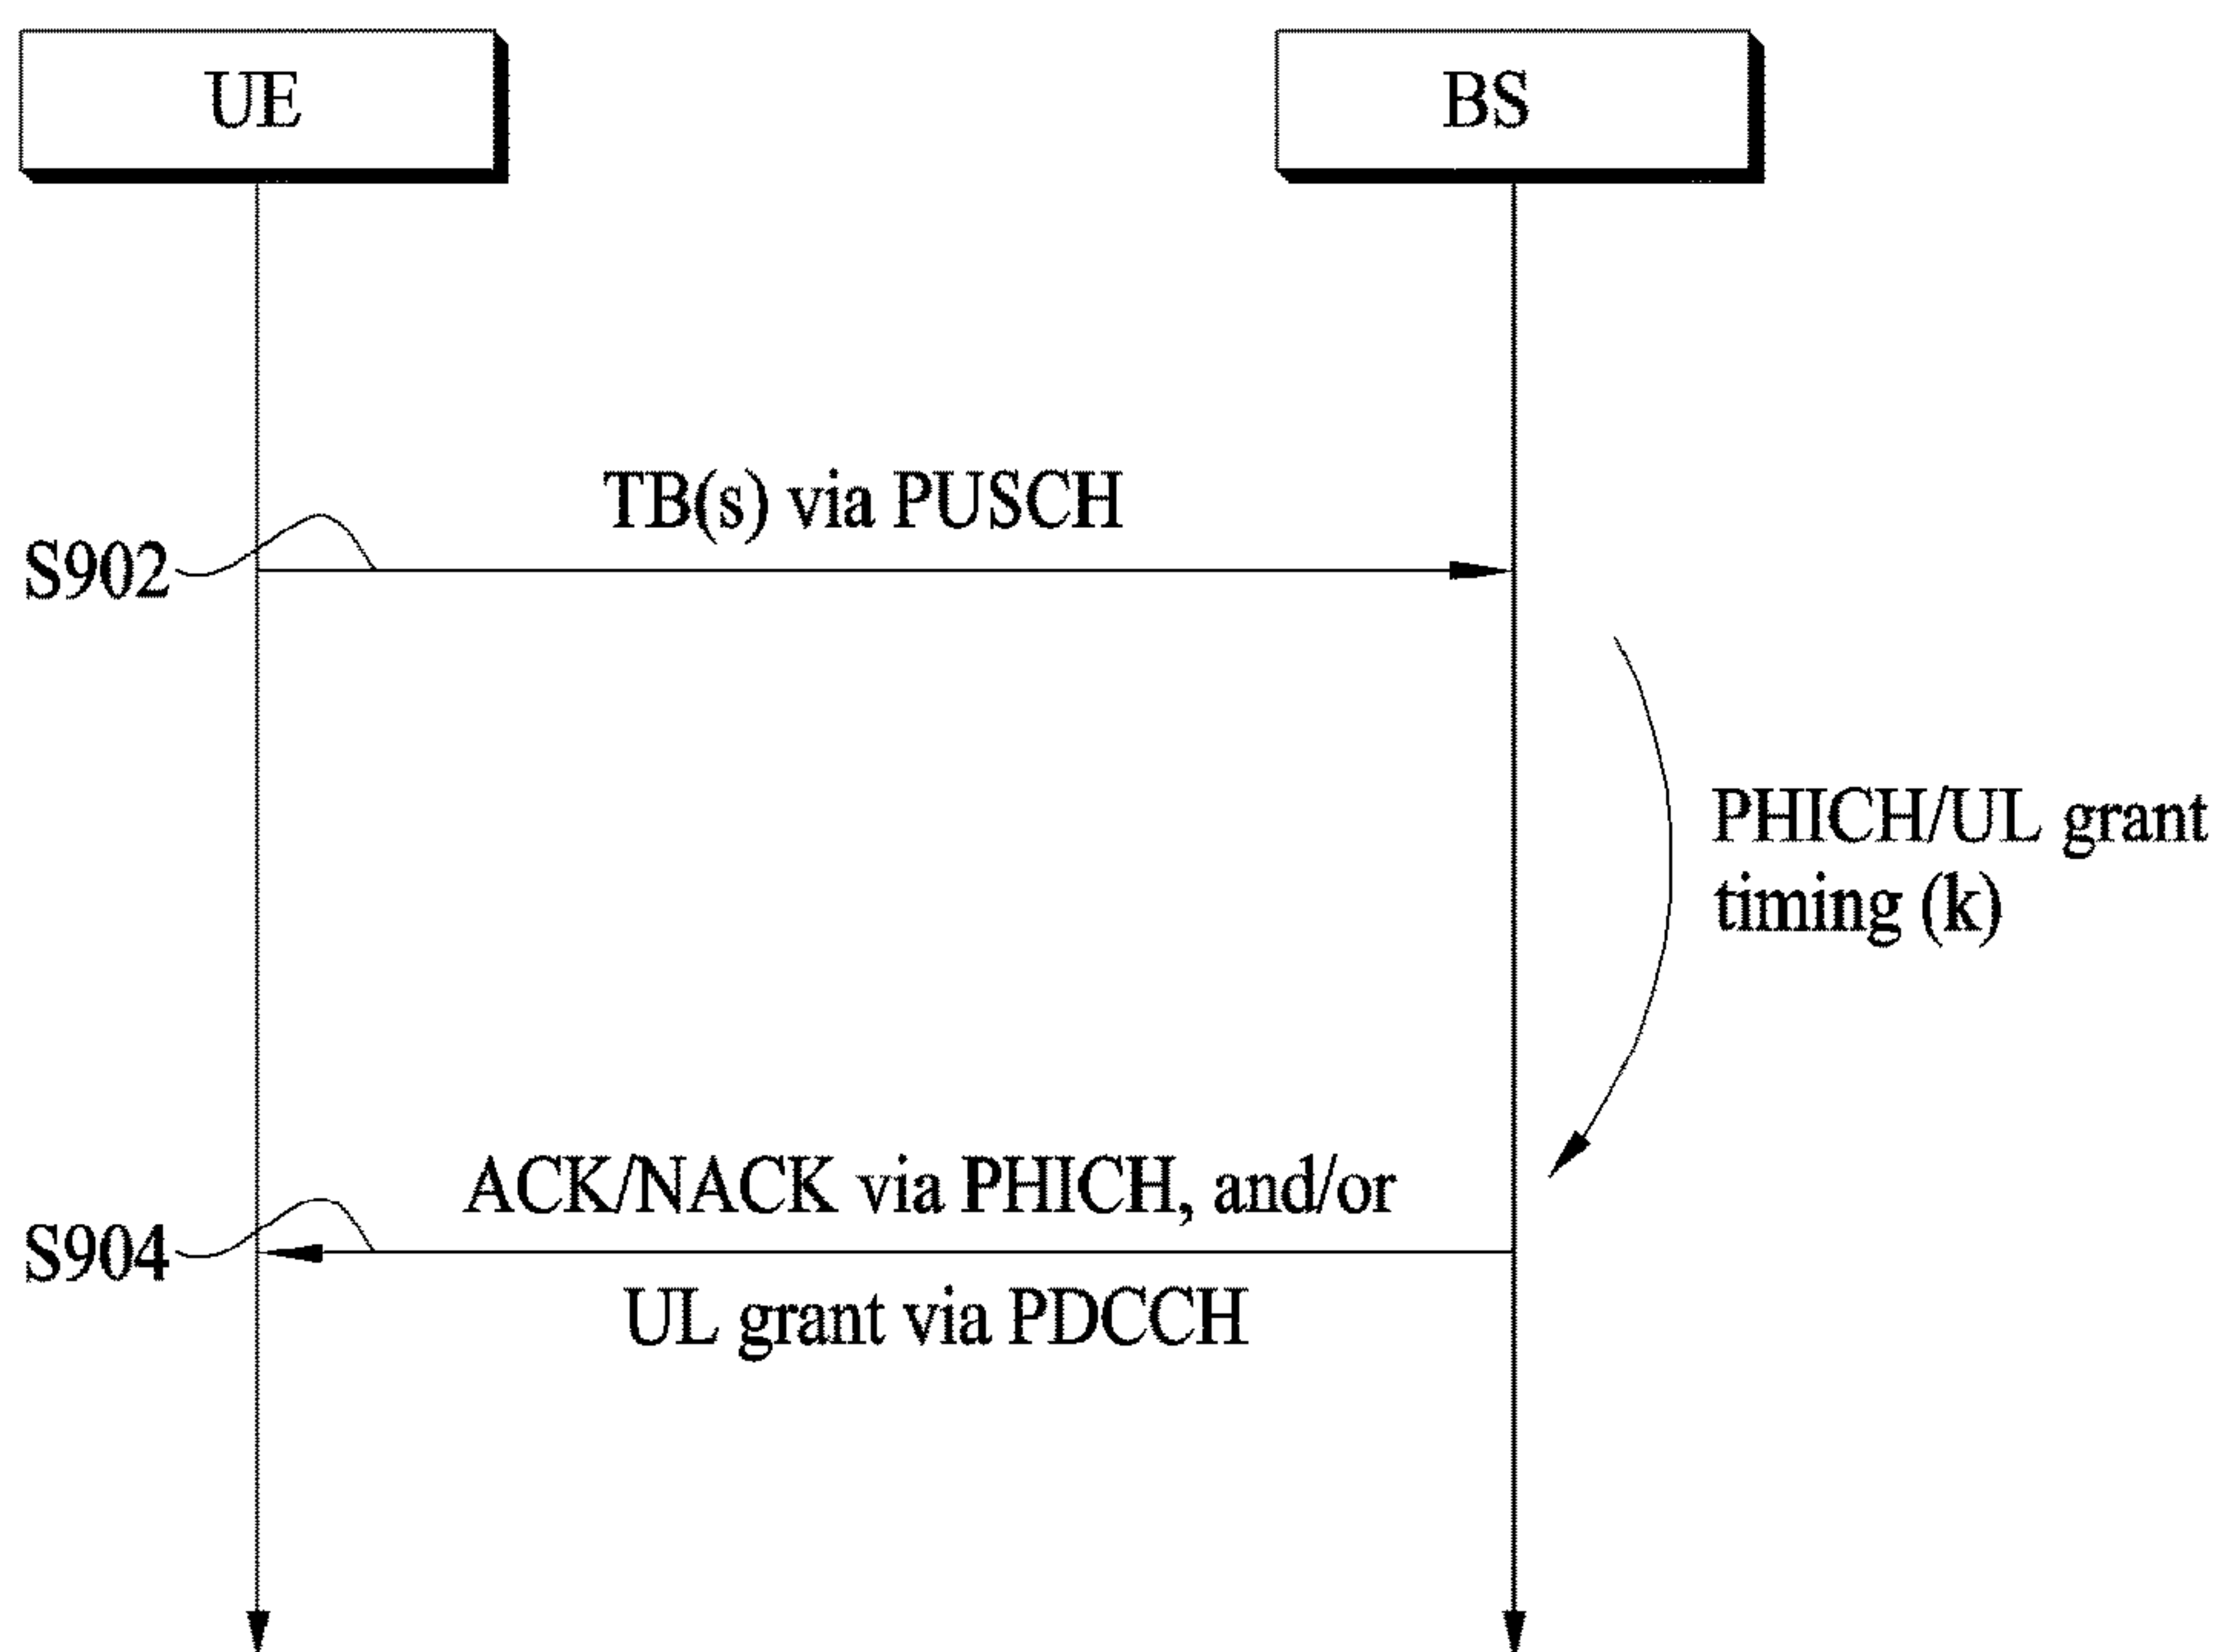 UE
BS
TB(s) via PUSCH
S902
PHICH/UL grant
timing (k)
ACK/NACK via PHICH, and/or
S904
UL grant via PDCCH